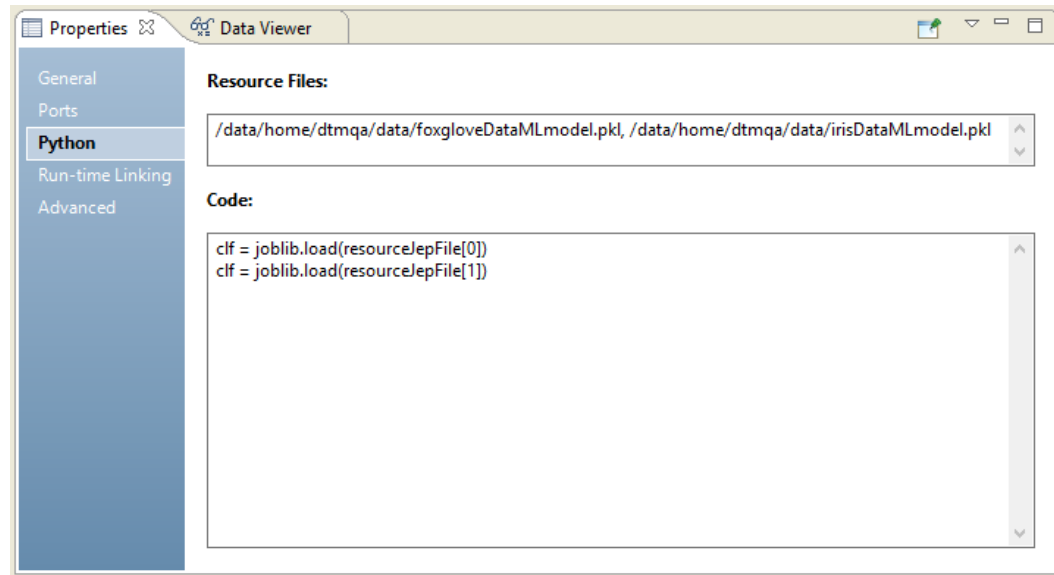 Properties
Data Viewer
General
Ports
Python
Run-time Linking
Advanced
Resource Files:
/data/home/dtmqa/data/foxgloveDataMLmodel.pkl, /data/home/dtmqa/data/irisDataMLmodel.pkl
Code:
clf = joblib.load(resourceJepFile[0])
clf = joblib.load(resourceJepFile[1])